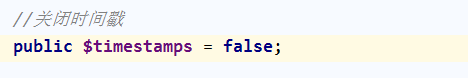 //关闭时间戳
public $timestamps = false;